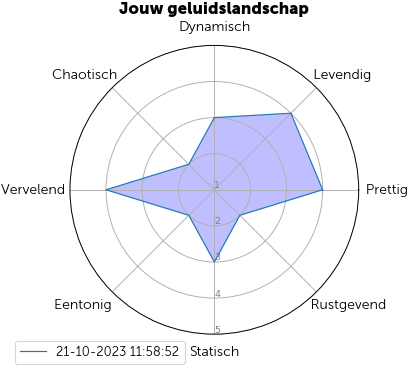 Jouw geluidslandschap
Dynamisch
Chaotisch
Levendig
Vervelend
Prettig
1
2
3
4
5
Eentonig
Rustgevend
Statisch
21-10-2023 11:58:52